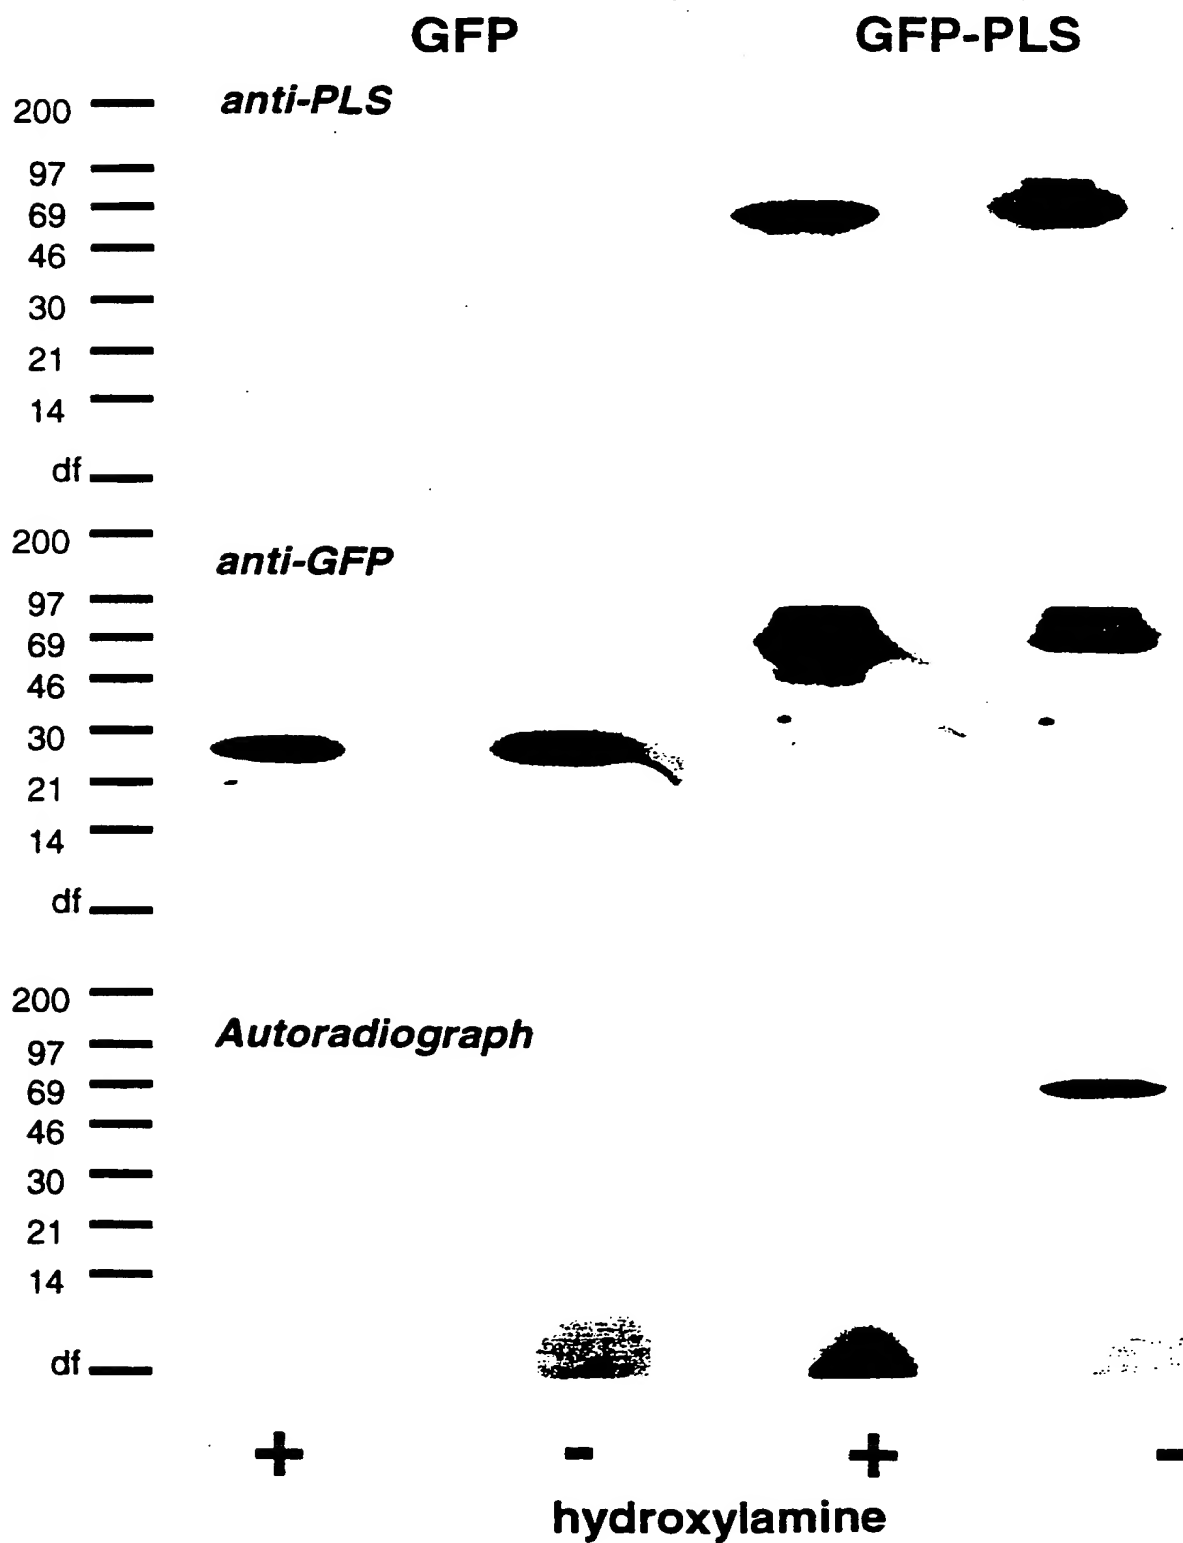 GFP GFP-PLS
anti-PLS
200
97
69
46
30
21
14
df
anti-GFP
200
97
69
46
30
21
14
df
Autoradiograph
200
97
69
46
30
21
14
df
+ - + -
hydroxylamine